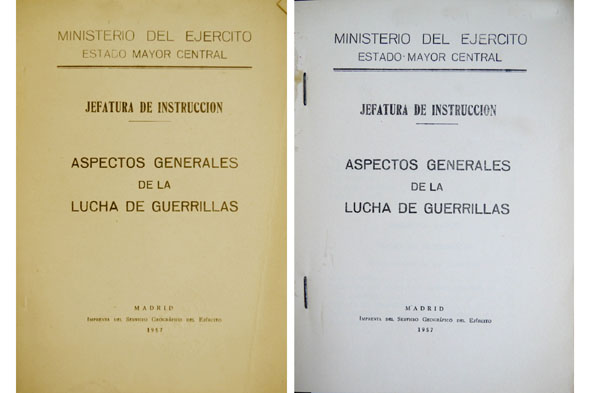 MINISTERIO DEL EJERCITO
ESTADO MAYOR CENTRAL
JEFATURA DE INSTRUCCION
ASPECTOS GENERALES
DE LA
LUCHA DE GUERRILLAS
MADRID
IMPRENTA DEL SERVICIO GEOGRÁFICO DEL EJÉRCITO
1957
MINISTERIO DEL EJERCITO
ESTADO MAYOR CENTRAL
JEFATURA DE INSTRUCCION
ASPECTOS GENERALES
DE LA
LUCHA DE GUERRILLAS
MADRID
IMPRENTA DEL SERVICIO GEOGRÁFICO DEL EJÉRCITO
1957